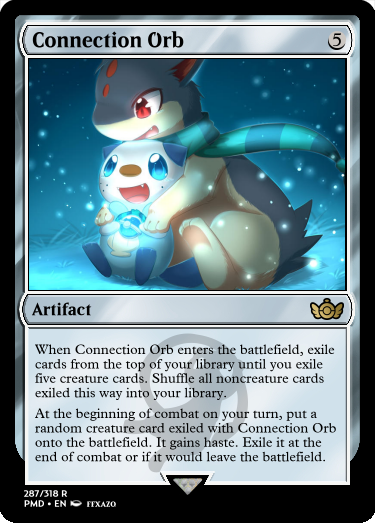 Connection Orb
5
Artifact
When Connection Orb enters the battlefield, exile
cards from the top of your library until you exile
five creature cards. Shuffle all noncreature cards
exiled this way into your library.
At the beginning of combat on your turn, put a
random creature card exiled with Connection Orb
onto the battlefield. It gains haste. Exile it at the
end of combat or if it would leave the battlefield.
287/318 R
PMD • EN ITXAZO